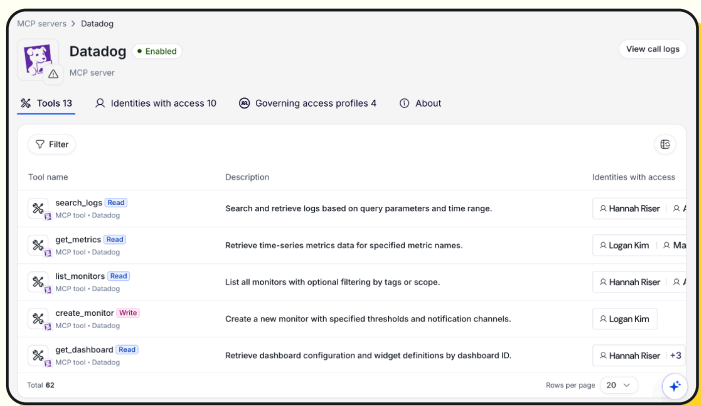 MCP servers > Datadog
Datadog • Enabled
MCP server
View call logs
Tools 13 Identities with access 10 Governing access profiles 4 About
Filter
Tool name Description Identities with access
search_logs Read
MCP tool • Datadog
Search and retrieve logs based on query parameters and time range.
Hannah Riser A
get_metrics Read
MCP tool • Datadog
Retrieve time-series metrics data for specified metric names.
Logan Kim Ma
list_monitors Read
MCP tool • Datadog
List all monitors with optional filtering by tags or scope.
Hannah Riser A
create_monitor Write
MCP tool • Datadog
Create a new monitor with specified thresholds and notification channels.
Logan Kim
get_dashboard Read
MCP tool • Datadog
Retrieve dashboard configuration and widget definitions by dashboard ID.
Hannah Riser +3
Total 62 Rows per page 20